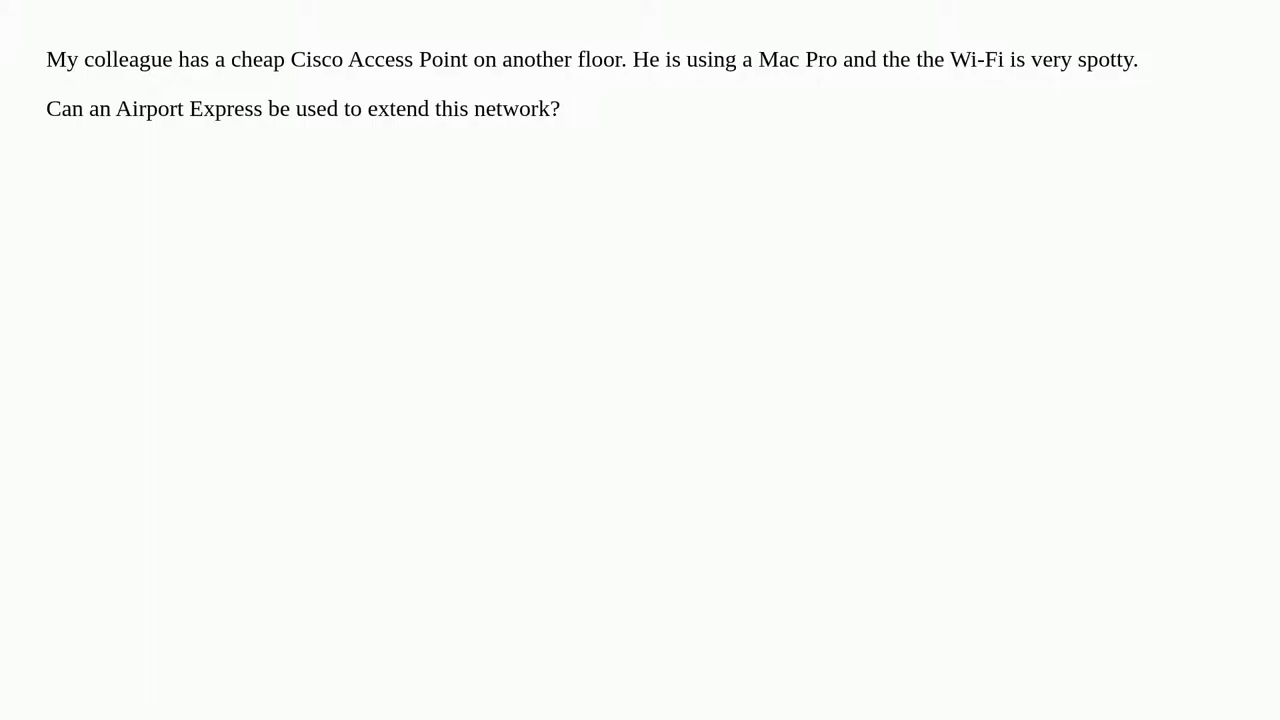 My colleague has a cheap Cisco Access Point on another floor. He is using a Mac Pro and the the Wi-Fi is very spotty.
Can an Airport Express be used to extend this network?